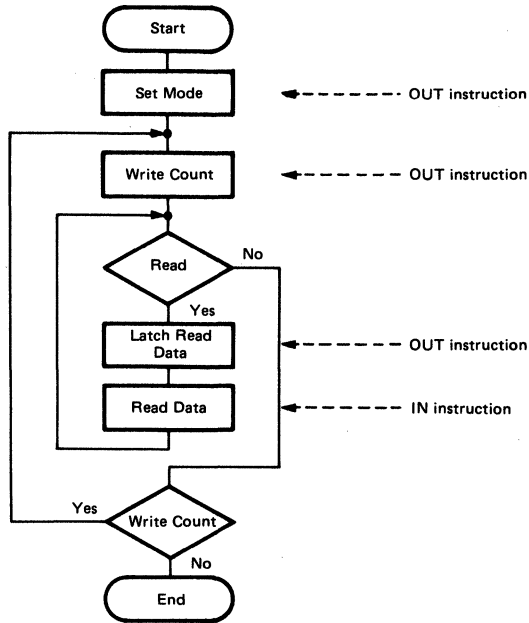 Start
Set Mode
OUT instruction
Write Count
OUT instruction
Read
No
Yes
Latch Read
Data
OUT instruction
Read Data
IN instruction
Yes
Write Count
No
End